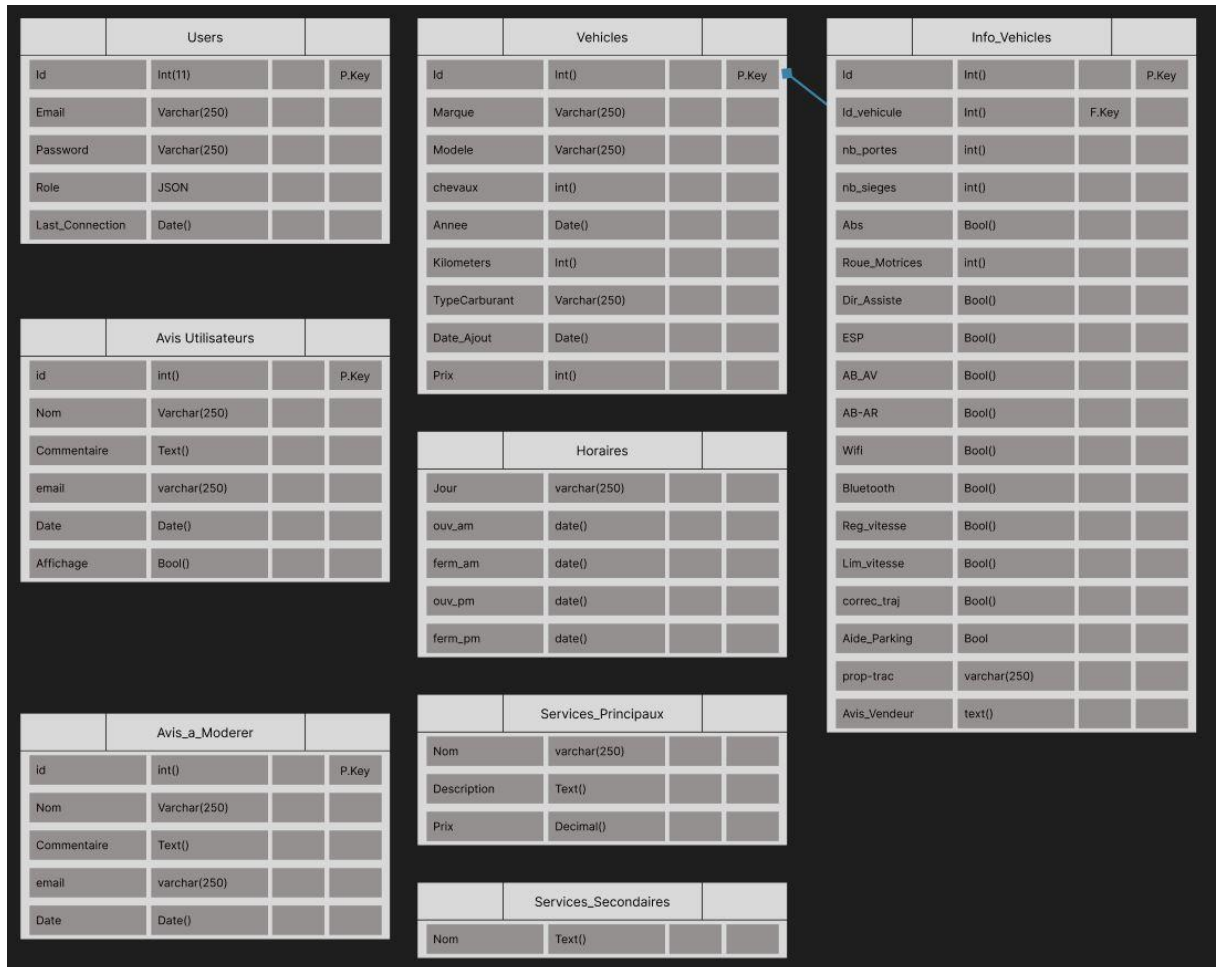 Users
Id Int(11) P.Key
Email Varchar(250)
Password Varchar(250)
Role JSON
Last_Connection Date()
Avis Utilisateurs
id int() P.Key
Nom Varchar(250)
Commentaire Text()
email varchar(250)
Date Date()
Affichage Bool()
Avis_a_Moderer
id int() P.Key
Nom Varchar(250)
Commentaire Text()
email varchar(250)
Date Date()
Vehicles
Id Int() P.Key
Marque Varchar(250)
Modele Varchar(250)
chevaux int()
Annee Date()
Kilometers Int()
TypeCarburant Varchar(250)
Date_Ajout Date()
Prix int()
Horaires
Jour varchar(250)
ouv_am date()
ferm_am date()
ouv_pm date()
ferm_pm date()
Services_Principaux
Nom varchar(250)
Description Text()
Prix Decimal()
Services_Secondaires
Nom Text()
Info_Vehicles
Id Int() P.Key
Id_vehicule Int() F.Key
nb_portes int()
nb_sieges int()
Abs Bool()
Roue_Motrices int()
Dir_Assiste Bool()
ESP Bool()
AB_AV Bool()
AB-AR Bool()
Wifi Bool()
Bluetooth Bool()
Reg_vitesse Bool()
Lim_vitesse Bool()
correc_traj Bool()
Aide_Parking Bool
prop-trac varchar(250)
Avis_Vendeur text()